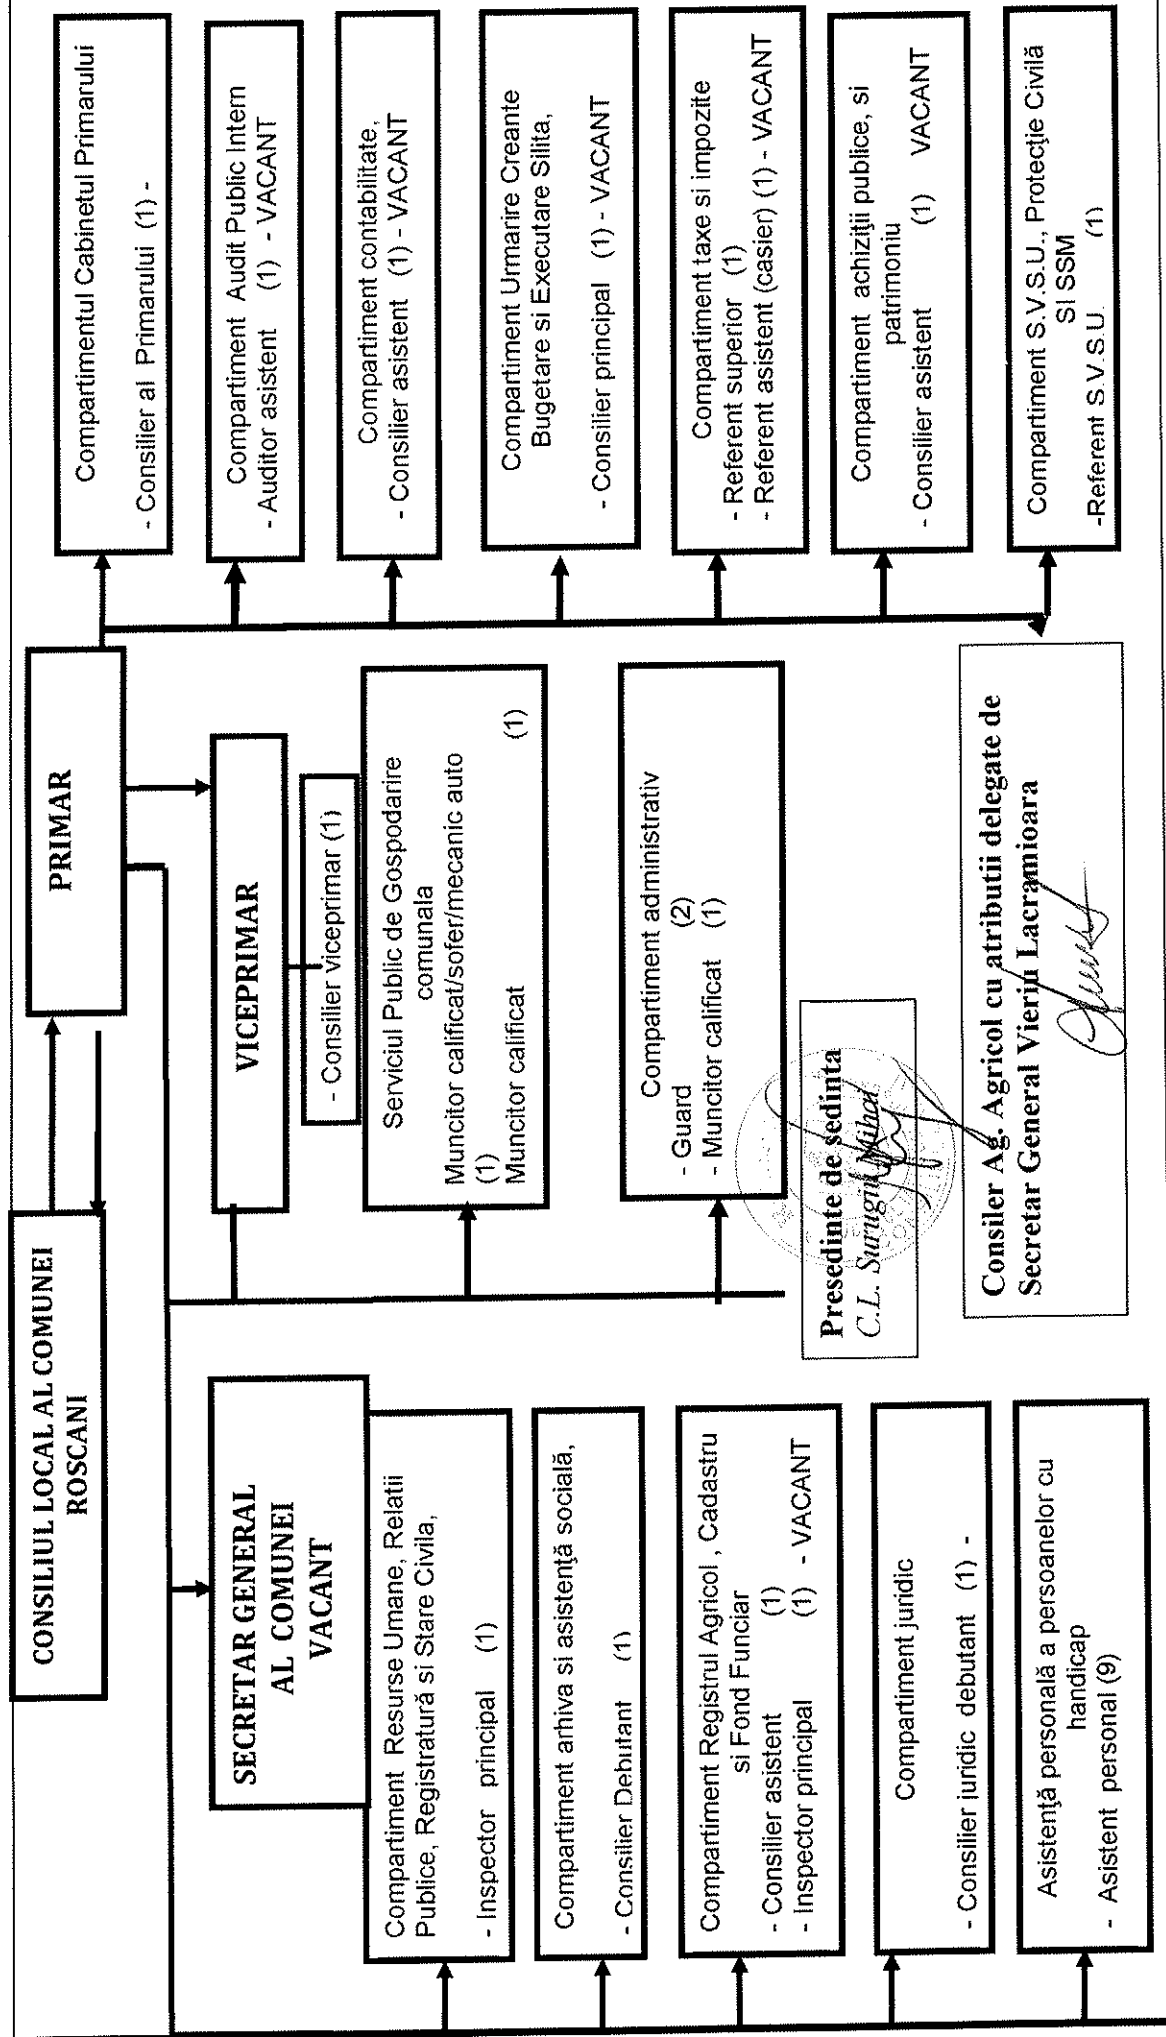 CONSILIUL LOCAL AL COMUNEI
ROSCANI
PRIMAR
SECRETAR GENERAL
AL COMUNEI
VACANT
Compartiment Resurse Umane, Relatii
Publice, Registratură si Stare Civila,
- Inspector principal (1)
Compartiment arhiva si asistenţă socială,
- Consilier Debutant (1)
Compartiment Registrul Agricol , Cadastru
si Fond Funciar
- Consilier asistent (1)
- Inspector principal (1) - VACANT
Compartiment juridic
- Consilier juridic debutant (1) -
Asistenţă personală a persoanelor cu
handicap
- Asistent personal (9)
VICEPRIMAR
- Consilier viceprimar (1)
Serviciul Public de Gospodarire
comunala
Muncitor calificat/sofer/mecanic auto
(1)
Muncitor calificat (1)
Compartiment administrativ
- Guard (2)
- Muncitor calificat (1)
Presedinte de sedinta
C.L. Surugiu Mihai
Consiler Ag. Agricol cu atributii delegate de
Secretar General Vieriu Lacramioara
Compartimentul Cabinetul Primarului
- Consilier al Primarului (1) -
Compartiment Audit Public Intern
- Auditor asistent (1) - VACANT
Compartiment contabilitate,
- Consilier asistent (1) - VACANT
Compartiment Urmarire Creante
Bugetare si Executare Silita,
- Consilier principal (1) - VACANT
Compartiment taxe si impozite
- Referent superior (1)
- Referent asistent (casier) (1) - VACANT
Compartiment achiziţii publice, si
patrimoniu
- Consilier asistent (1) VACANT
Compartiment S.V.S.U., Protecţie Civilă
SI SSM
-Referent S.V.S.U. (1)